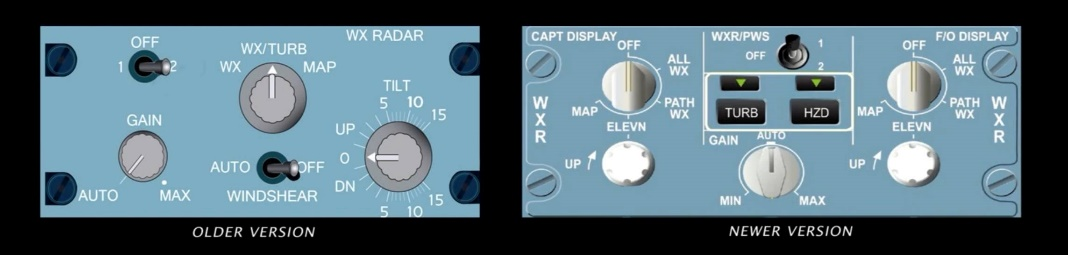 OFF
1 2
WX/TURB
WX RADAR
WX MAP
TILT
5 10 15
GAIN
UP
0
DN
AUTO OFF
WINDSHEAR
AUTO MAX
5 10 15
OLDER VERSION
CAPT DISPLAY
OFF
ALL
WX
PATH
WX
MAP
ELEVN
UP
WXR
WXR/PWS
OFF
1
2
TURB
HZD
GAIN
AUTO
MIN
MAX
F/O DISPLAY
OFF
ALL
WX
PATH
WX
MAP
ELEVN
UP
WXR
NEWER VERSION